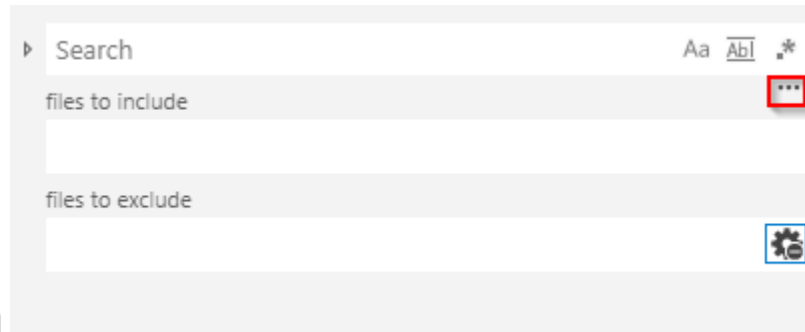 Search Aa Abl .*
files to include ...
files to exclude